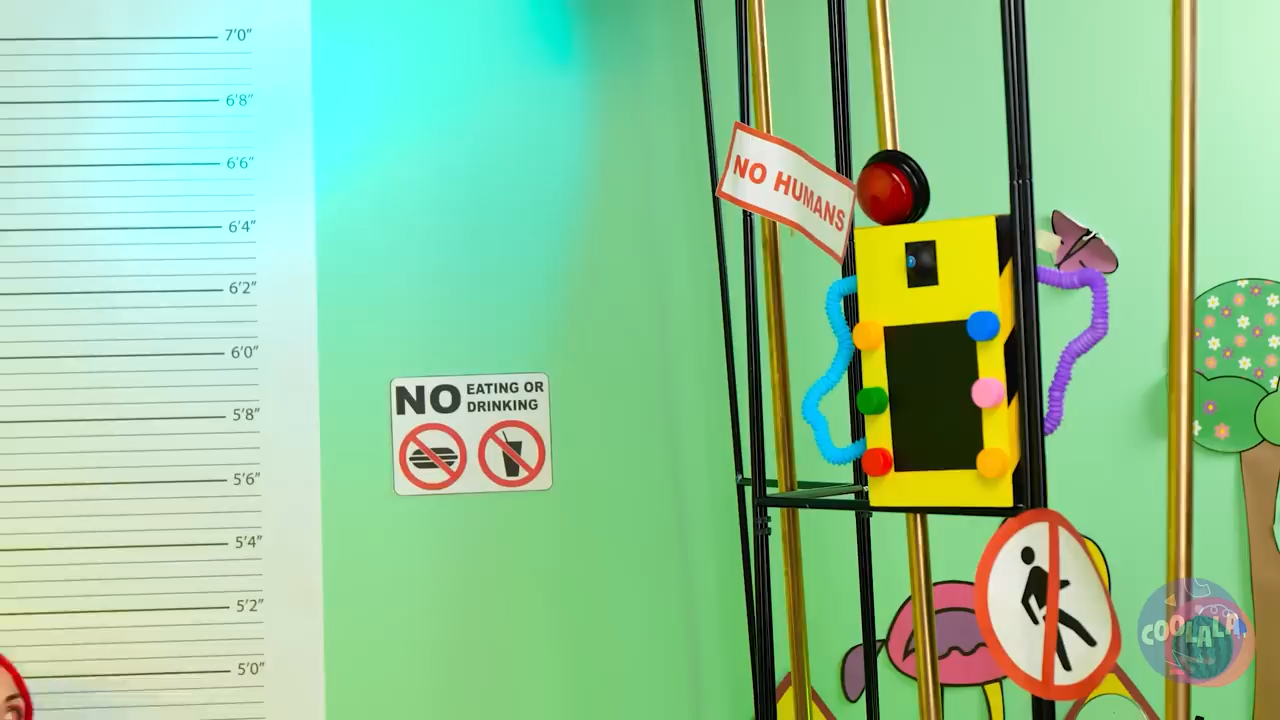 7'0"
6'8"
6'6"
6'4"
6'2"
6'0"
5'8"
5'6"
5'4"
5'2"
5'0"
NO EATING OR
DRINKING
NO HUMANS
COOLALA